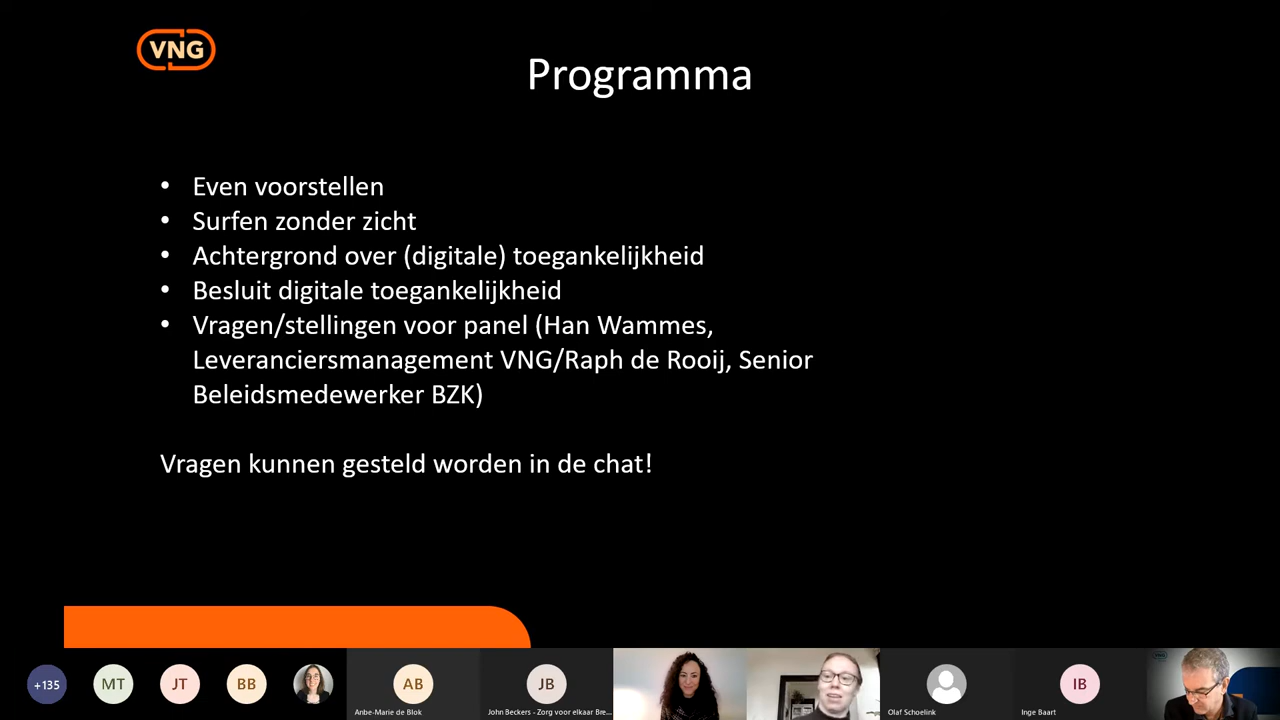 VNG
Programma
• Even voorstellen
• Surfen zonder zicht
• Achtergrond over (digitale) toegankelijkheid
• Besluit digitale toegankelijkheid
• Vragen/stellingen voor panel (Han Wammes,
Leveranciersmanagement VNG/Raph de Rooij, Senior
Beleidsmedewerker BZK)
Vragen kunnen gesteld worden in de chat!
+135
MT
JT
BB
AB
Anbe-Marie de Blok
JB
John Beckers - Zorg voor elkaar Bre...
Olaf Schoelink
IB
Inge Baart